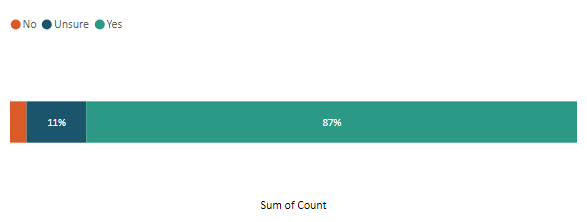 No Unsure Yes
11% 87%
Sum of Count